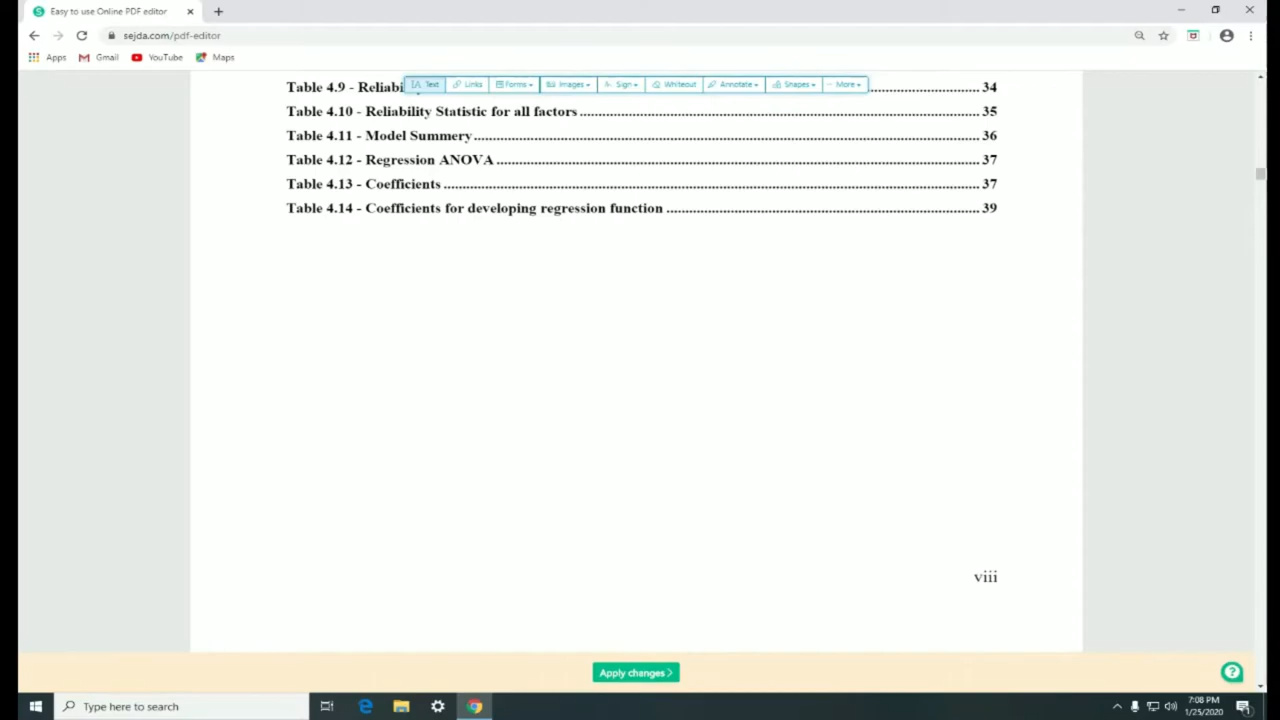 Easy to use Online PDF editor
sejda.com/pdf-editor
Apps Gmail YouTube Maps
Text Links Forms Images Sign Whiteout Annotate Shapes More
Table 4.9 - Reliabi ................................ 34
Table 4.10 - Reliability Statistic for all factors ................................ 35
Table 4.11 - Model Summery ................................ 36
Table 4.12 - Regression ANOVA ................................ 37
Table 4.13 - Coefficients ................................ 37
Table 4.14 - Coefficients for developing regression function ................................ 39
viii
Apply changes
Type here to search
7:08 PM
1/25/2020